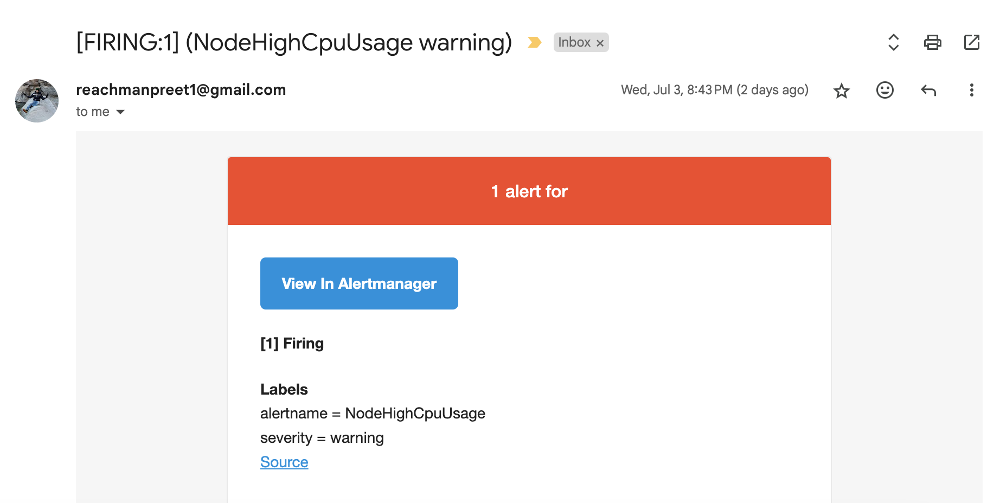 [FIRING:1] (NodeHighCpuUsage warning) Inbox ×
reachmanpreet1@gmail.com Wed, Jul 3, 8:43 PM (2 days ago)
to me
1 alert for
View In Alertmanager
[1] Firing
Labels
alertname = NodeHighCpuUsage
severity = warning
Source